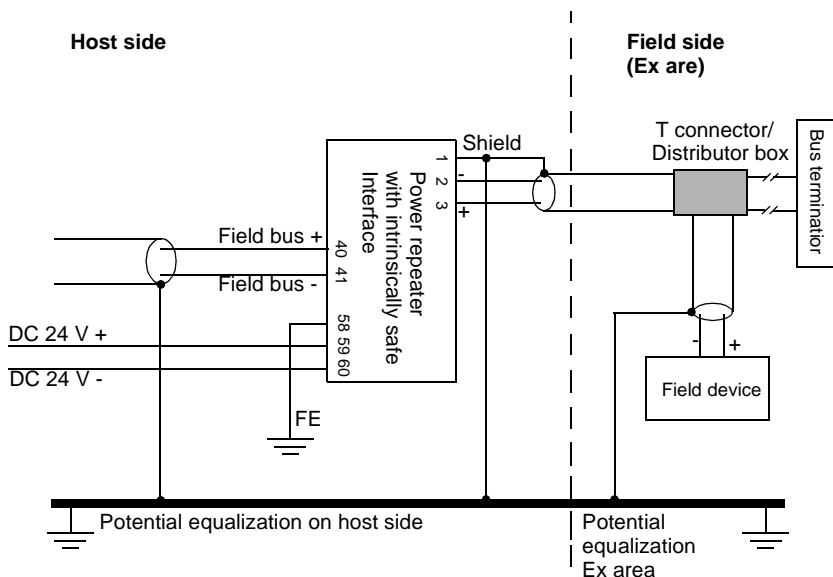 Host side
Field side
(Ex are)
T connector/
Distributor box
Bus terminatior
Shield
1
2
3
-
+
Power repeater
with intrinsically safe
Interface
Field bus +
Field bus -
40
41
58
59
60
DC 24 V +
DC 24 V -
FE
- +
Field device
Potential equalization on host side
Potential
equalization
Ex area